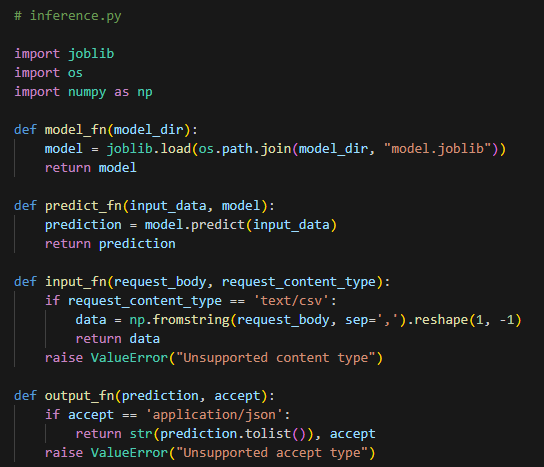 # inference.py
import joblib
import os
import numpy as np
def model_fn(model_dir):
    model = joblib.load(os.path.join(model_dir, "model.joblib"))
    return model
def predict_fn(input_data, model):
    prediction = model.predict(input_data)
    return prediction
def input_fn(request_body, request_content_type):
    if request_content_type == 'text/csv':
        data = np.fromstring(request_body, sep=',').reshape(1, -1)
        return data
    raise ValueError("Unsupported content type")
def output_fn(prediction, accept):
    if accept == 'application/json':
        return str(prediction.tolist()), accept
    raise ValueError("Unsupported accept type")